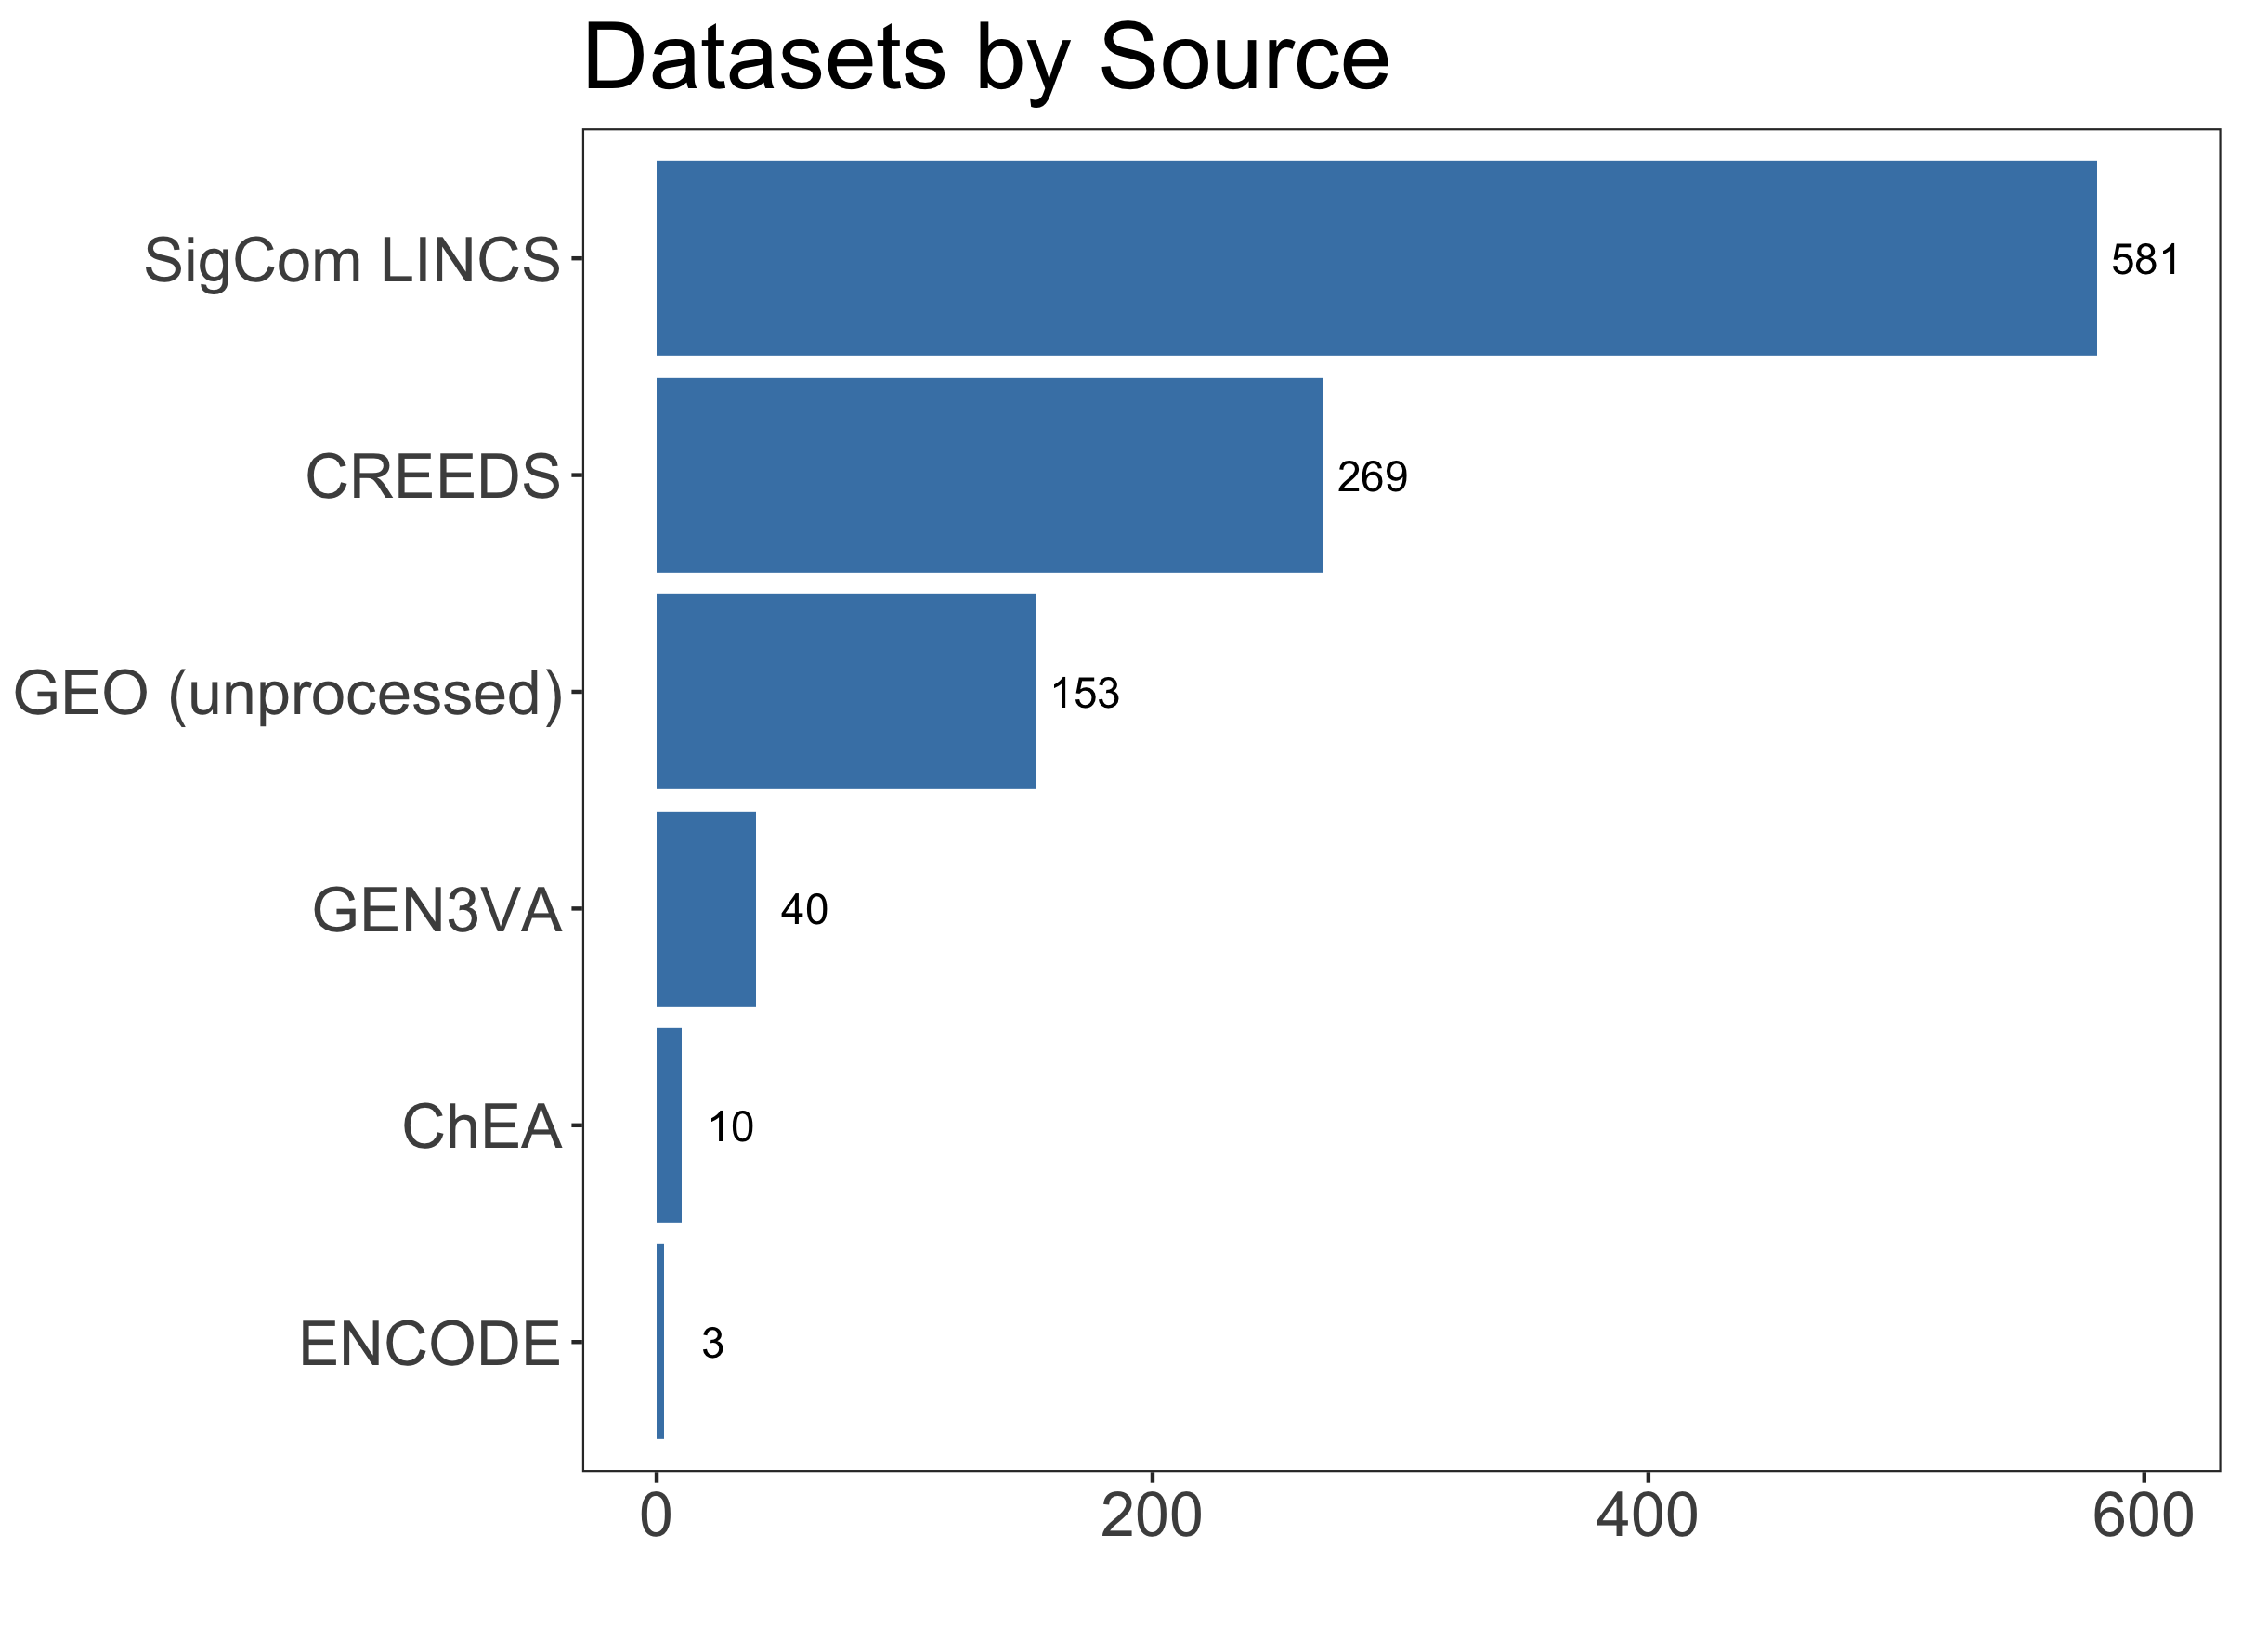 Datasets by Source
SigCom LINCS
581
CREEDS
269
GEO (unprocessed)
153
GEN3VA
40
ChEA
10
ENCODE
3
0 200 400 600